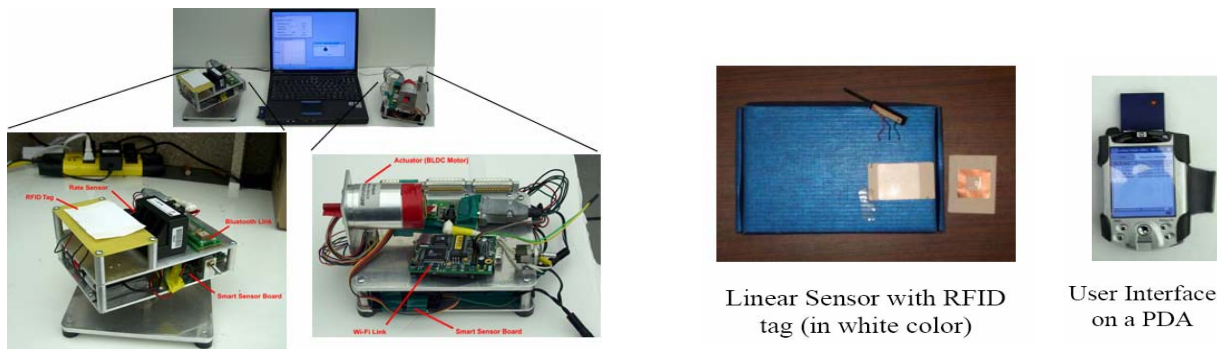 Actuator (BLDC Motor)
Rate Sensor
RFID Tag
Bluetooth Link
Smart Sensor Board
Wi-Fi Link
Smart Sensor Board
Linear Sensor with RFID
tag (in white color)
User Interface
on a PDA